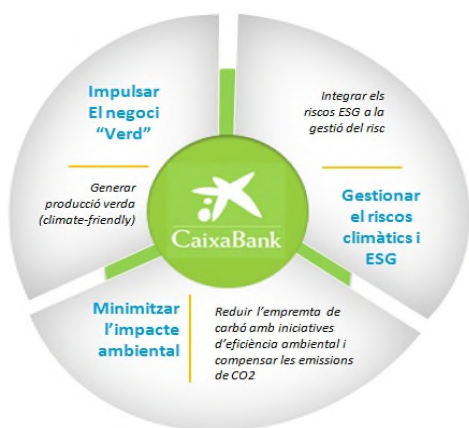 Impulsar
El negoci
“Verd”
Generar
producció verda
(climate-friendly)
Integrar els
riscos ESG a la
gestió del risc
Gestionar
el riscos
climàtics i
ESG
CaixaBank
Minimitzar
l’impacte
ambiental
Reduir l’empremta de
carbó amb iniciatives
d’eficiència ambiental i
compensar les emissions
de CO2